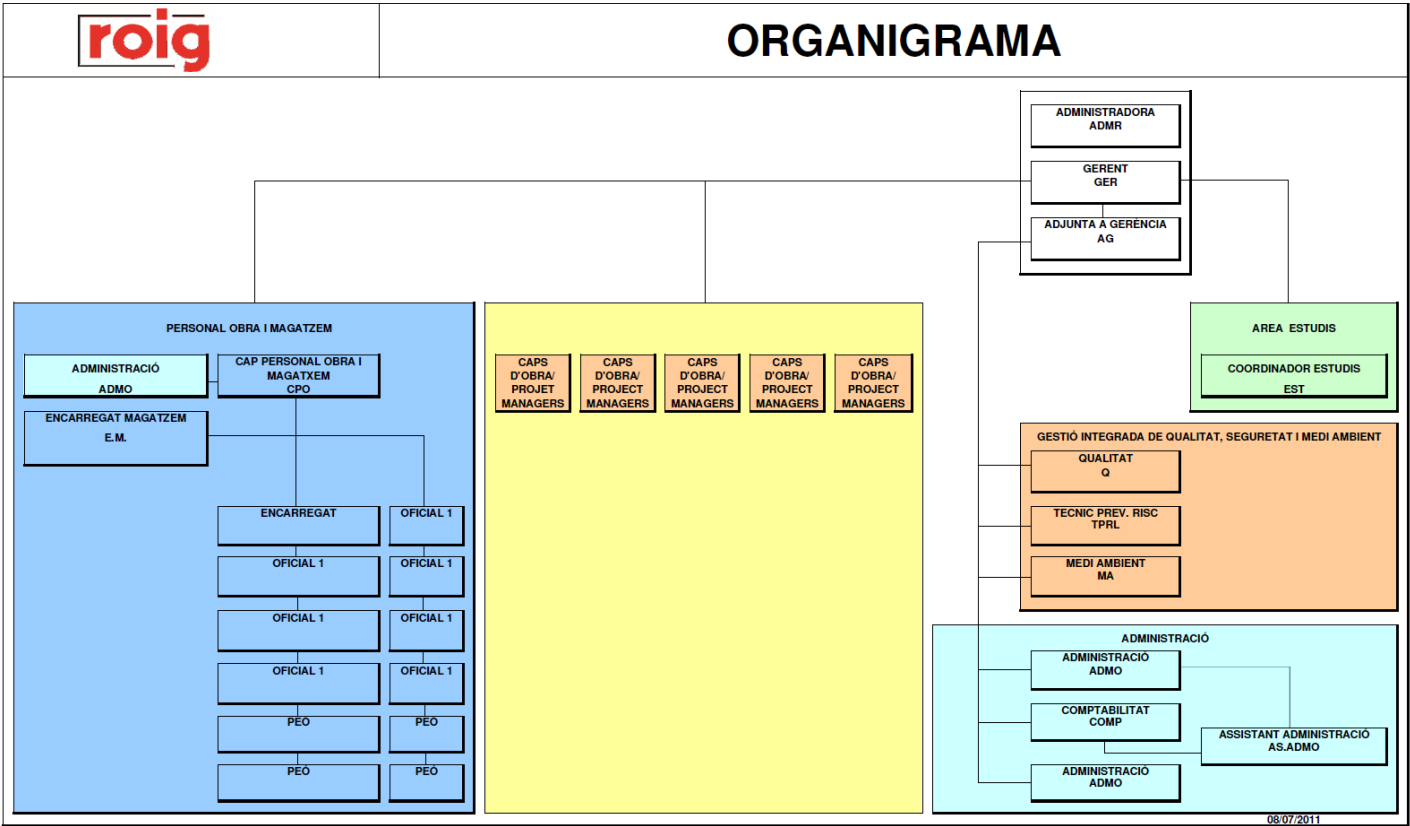 roig
ORGANIGRAMA
ADMINISTRADORA
ADMR
GERENT
GER
ADJUNTA A GERÈNCIA
AG
PERSONAL OBRA I MAGATZEM
ADMINISTRACIÓ
ADMO
CAP PERSONAL OBRA I
MAGATXEM
CPO
ENCARREGAT MAGATZEM
E.M.
ENCARREGAT
OFICIAL 1
OFICIAL 1
OFICIAL 1
OFICIAL 1
OFICIAL 1
OFICIAL 1
OFICIAL 1
PEÓ
PEÓ
PEÓ
PEÓ
CAPS
D'OBRA/
PROJET
MANAGERS
CAPS
D'OBRA/
PROJECT
MANAGERS
CAPS
D'OBRA/
PROJECT
MANAGERS
CAPS
D'OBRA/
PROJECT
MANAGERS
CAPS
D'OBRA/
PROJECT
MANAGERS
AREA ESTUDIS
COORDINADOR ESTUDIS
EST
GESTIÓ INTEGRADA DE QUALITAT, SEGURETAT I MEDI AMBIENT
QUALITAT
Q
TECNIC PREV. RISC
TPRL
MEDI AMBIENT
MA
ADMINISTRACIÓ
ADMINISTRACIÓ
ADMO
COMPTABILITAT
COMP
ASSISTANT ADMINISTRACIÓ
AS.ADMO
ADMINISTRACIÓ
ADMO
08/07/2011